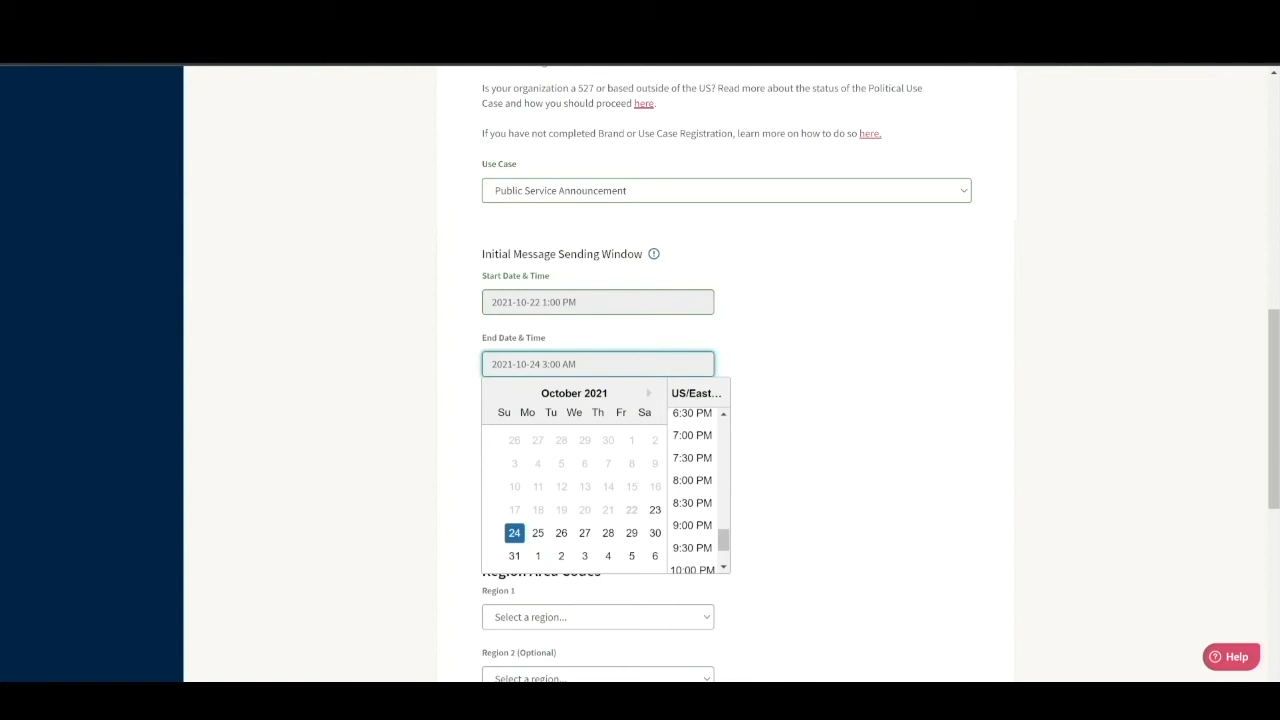 Is your organization a 527 or based outside of the US? Read more about the status of the Political Use
Case and how you should proceed here.
If you have not completed Brand or Use Case Registration, learn more on how to do so here.
Use Case
Public Service Announcement
Initial Message Sending Window
Start Date & Time
2021-10-22 1:00 PM
End Date & Time
2021-10-24 3:00 AM
October 2021
Su Mo Tu We Th Fr Sa
26 27 28 29 30 1 2
3 4 5 6 7 8 9
10 11 12 13 14 15 16
17 18 19 20 21 22 23
24 25 26 27 28 29 30
31 1 2 3 4 5 6
US/East...
6:30 PM
7:00 PM
7:30 PM
8:00 PM
8:30 PM
9:00 PM
9:30 PM
10:00 PM
Region Area Codes
Region 1
Select a region...
Region 2 (Optional)
Select a region...
Help